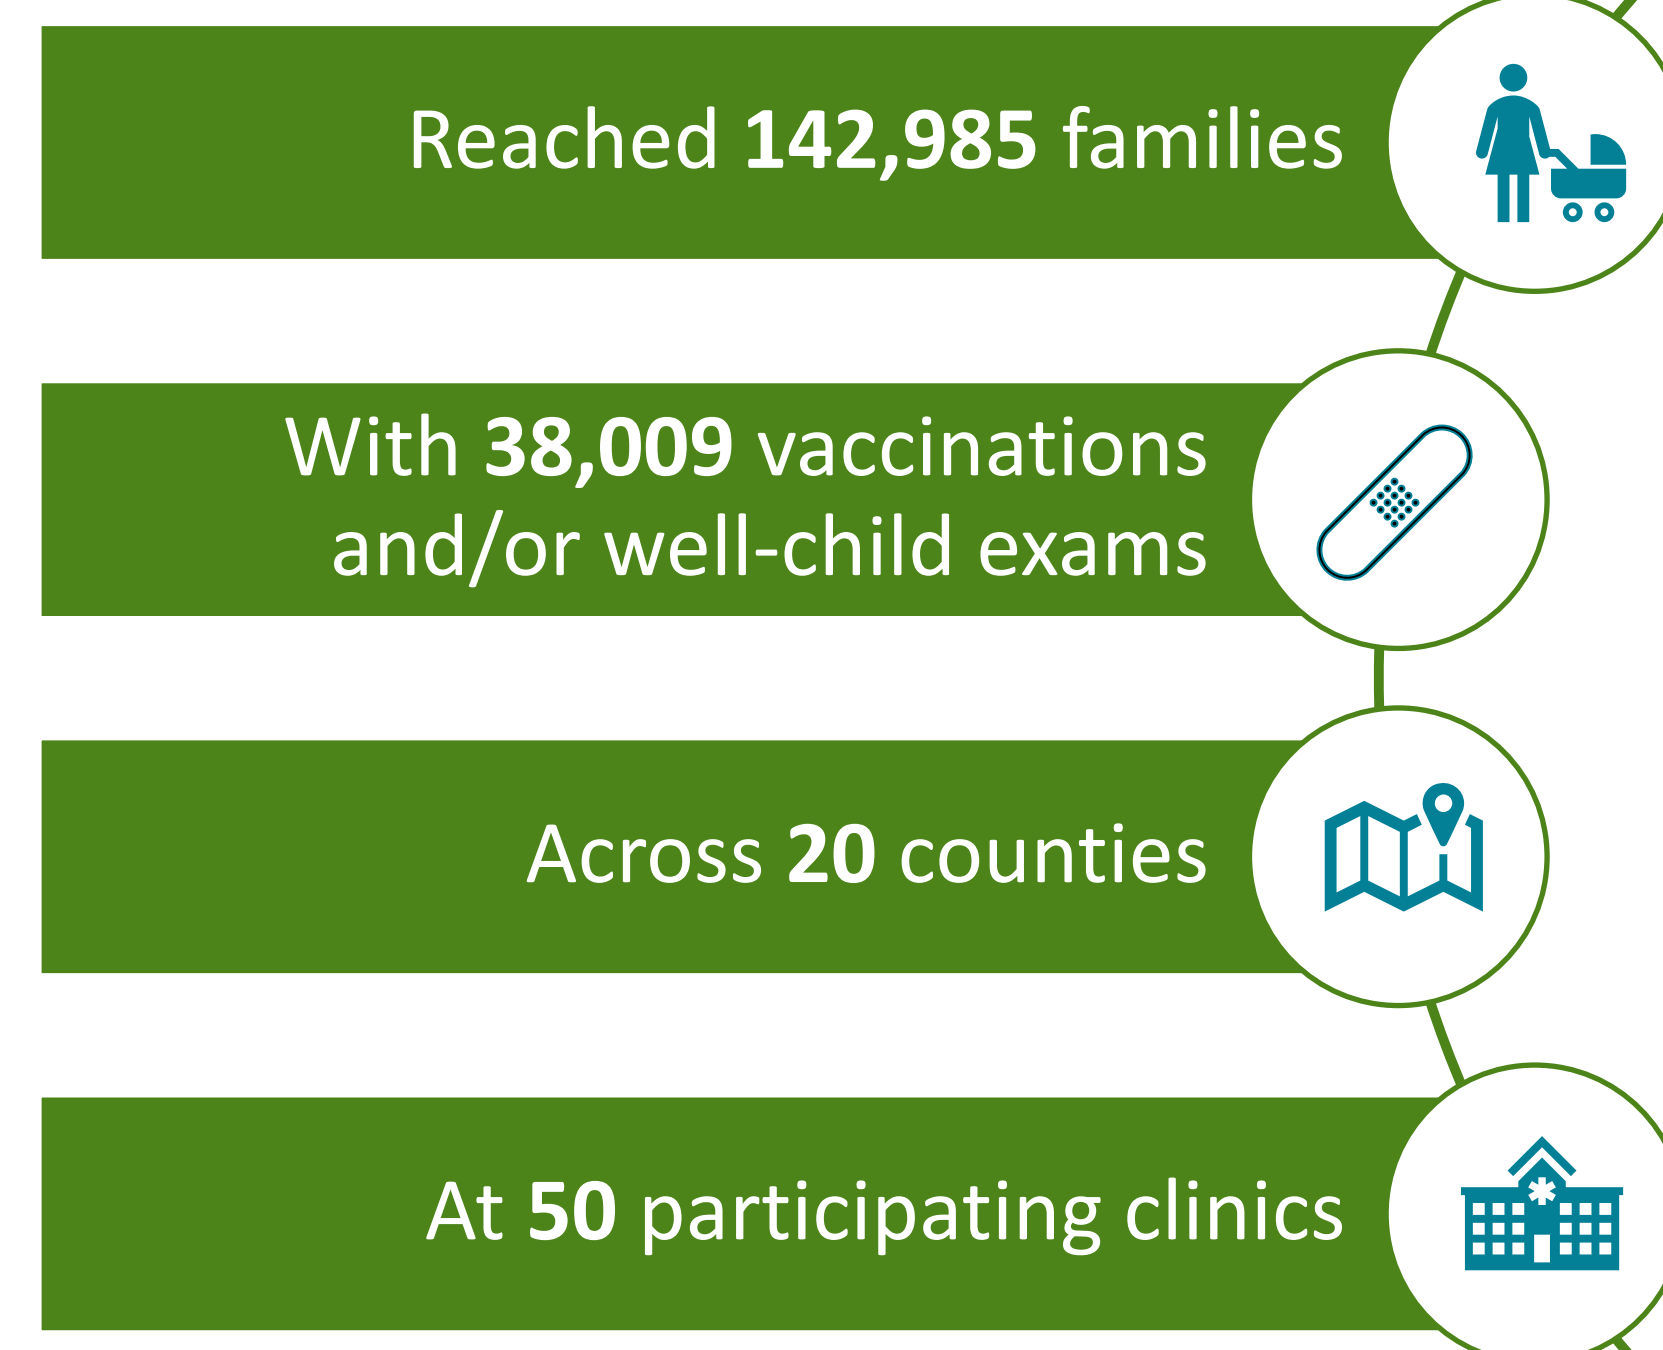 Reached 142,985 families
With 38,009 vaccinations
and/or well-child exams
Across 20 counties
At 50 participating clinics